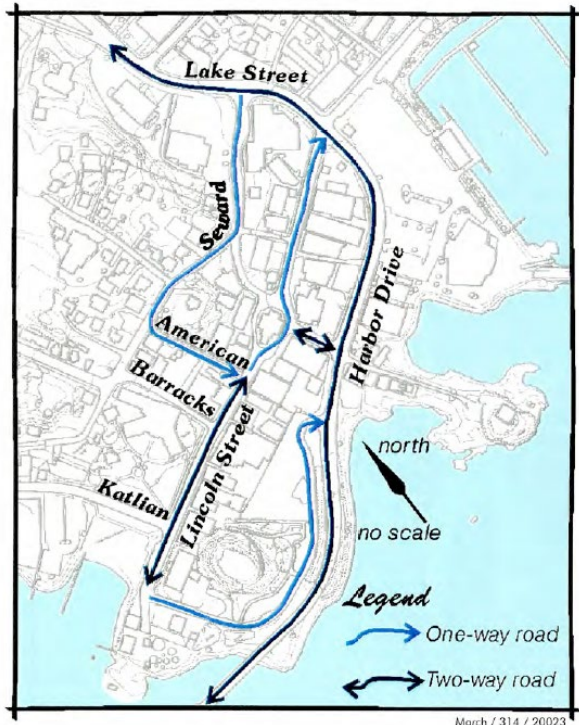 Lake Street
Seward
American
Barracks
Harbor Drive
Lincoln Street
Katlian
north
no scale
Legend
One-way road
Two-way road
March / 314 / 20023